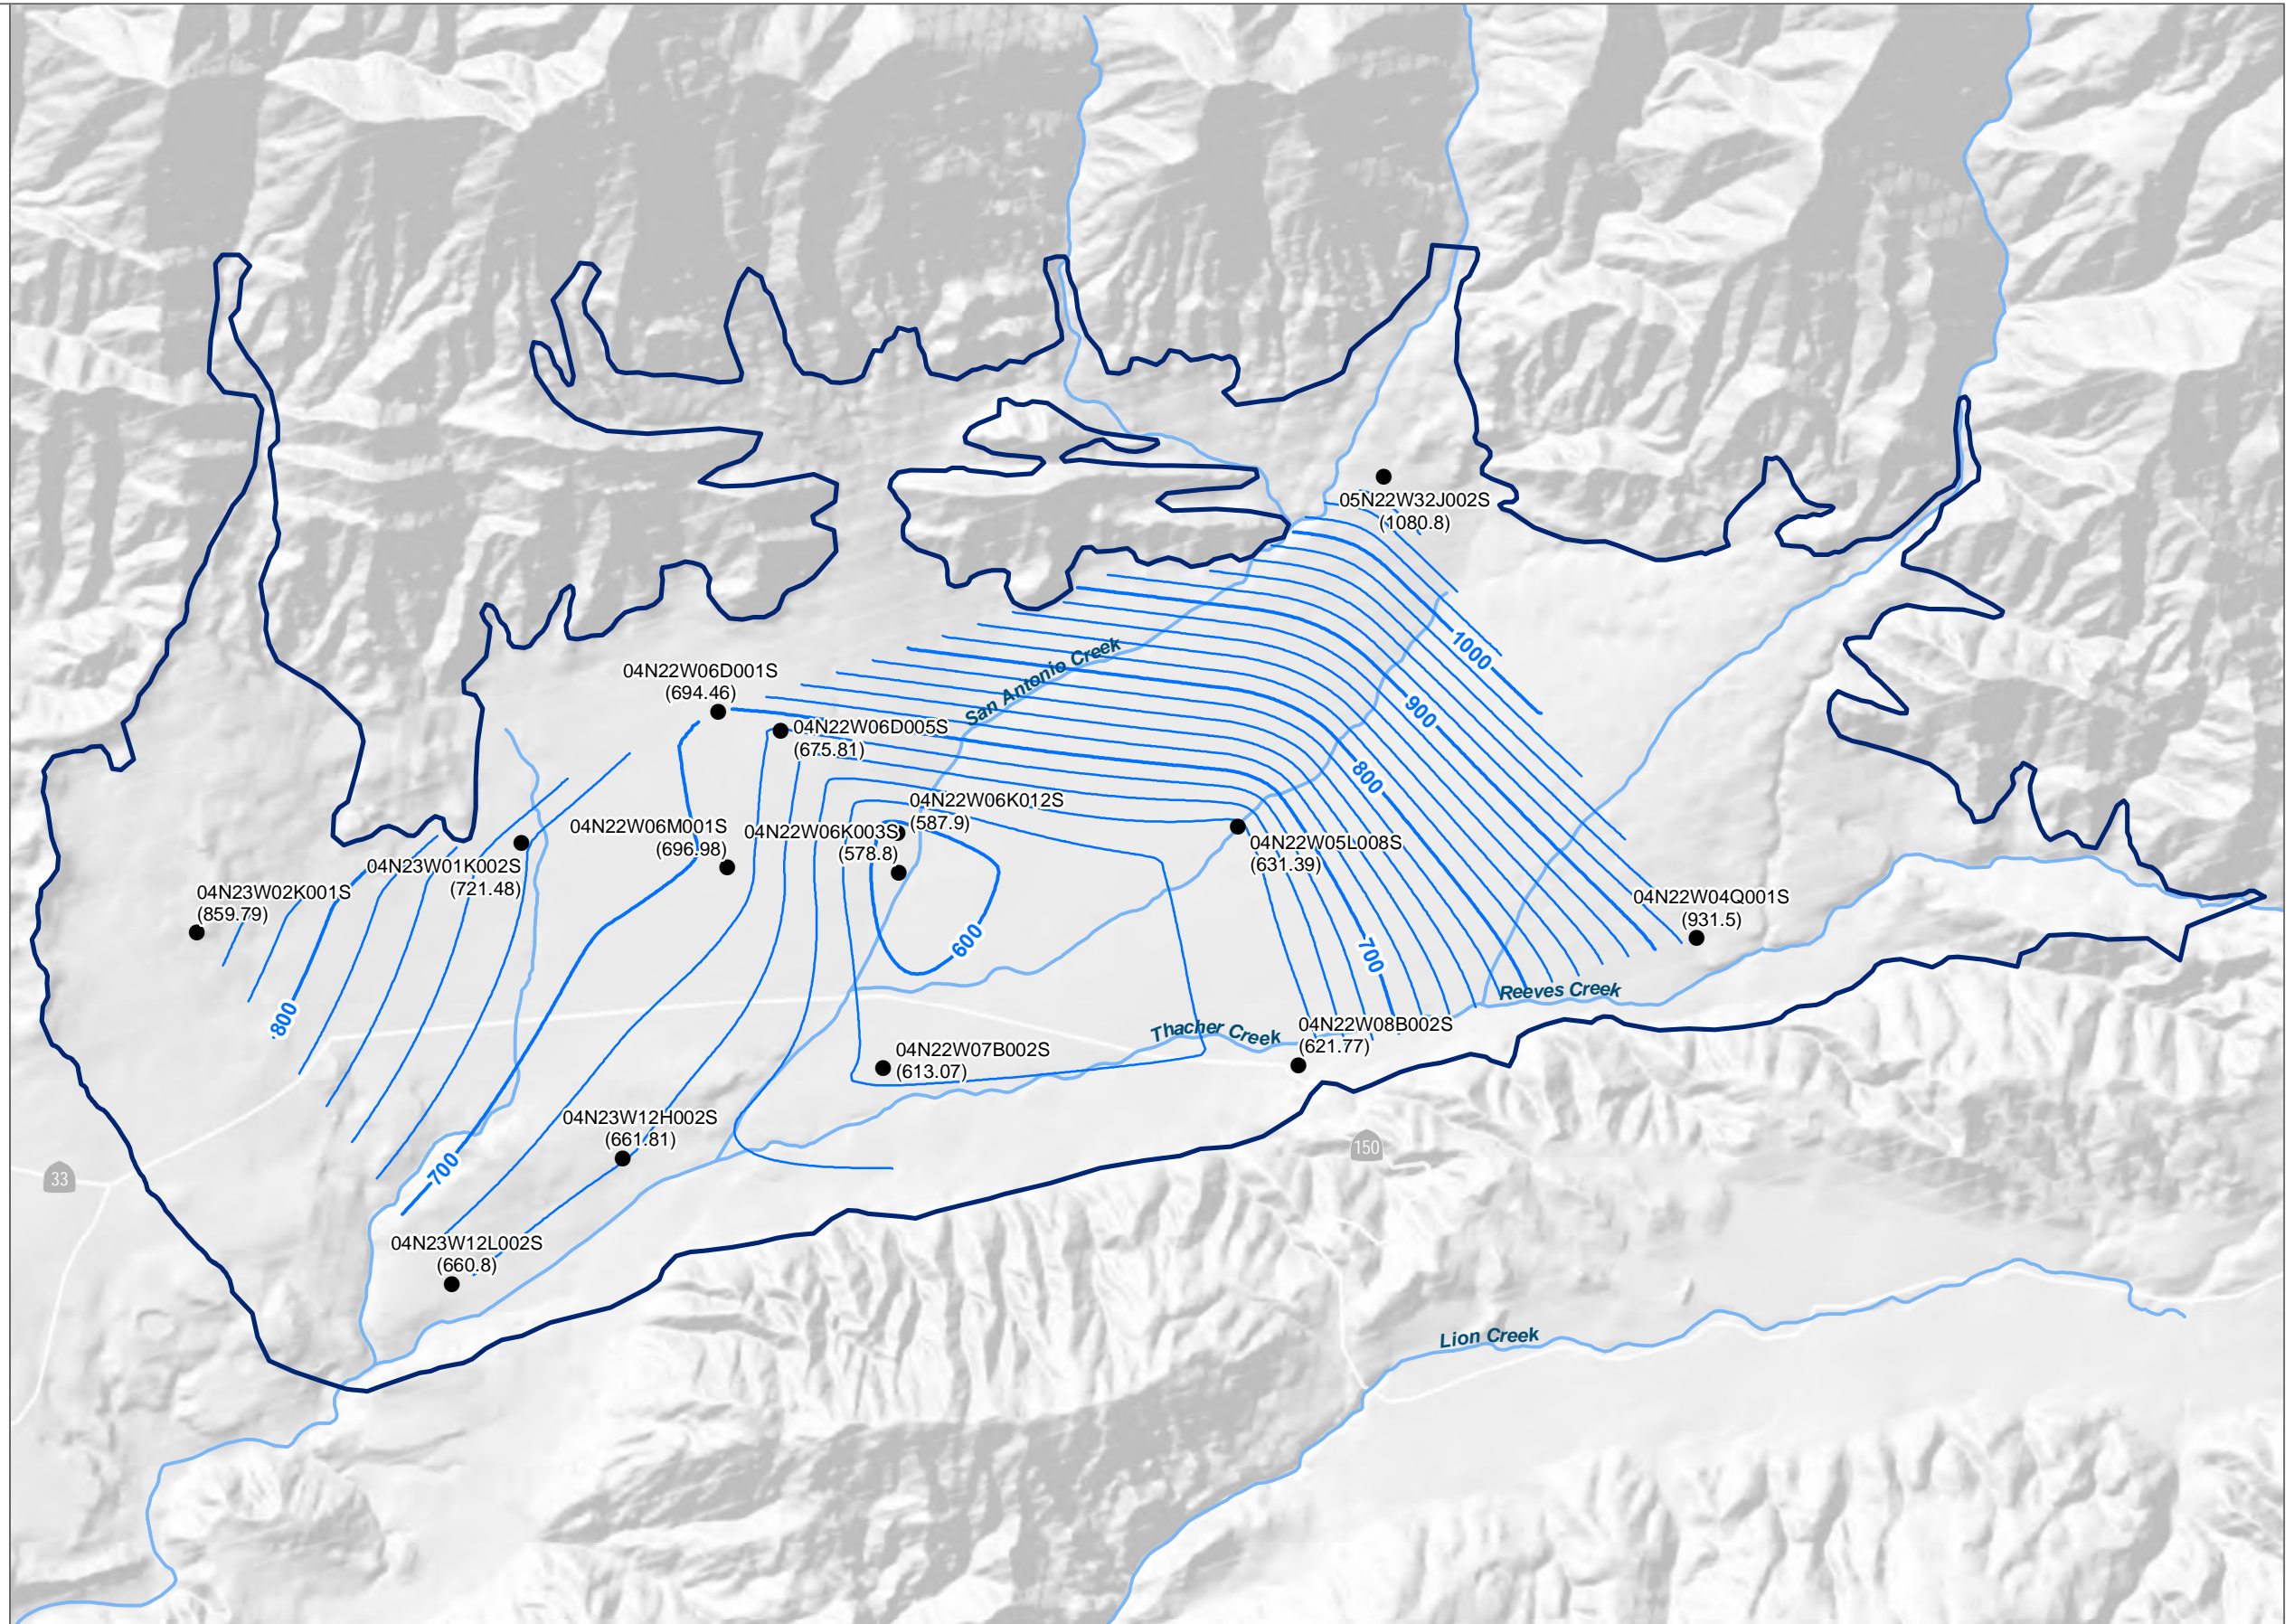 05N22W32J002S
(1080.8)
1000
San Antonio Creek
04N22W06D001S
(694.46)
900
04N22W06D005S
(675.81)
800
04N22W06K012S
(587.9)
04N22W06M001S
(696.98)
04N22W06K003S
(578.8)
04N22W05L008S
(631.39)
04N23W01K002S
(721.48)
04N23W02K001S
(859.79)
04N22W04Q001S
(931.5)
600
700
Reeves Creek
800
Thacher Creek
04N22W08B002S
(621.77)
04N22W07B002S
(613.07)
04N23W12H002S
(661.81)
150
700
33
04N23W12L002S
(660.8)
Lion Creek